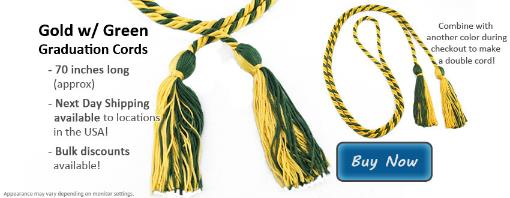 Gold w/ Green
Graduation Cords
- 70 inches long
(approx)
- Next Day Shipping
available to locations
in the USA!
- Bulk discounts
available!
Combine with
another color during
checkout to make
a double cord!
Buy Now
Appearance may vary depending on monitor settings.